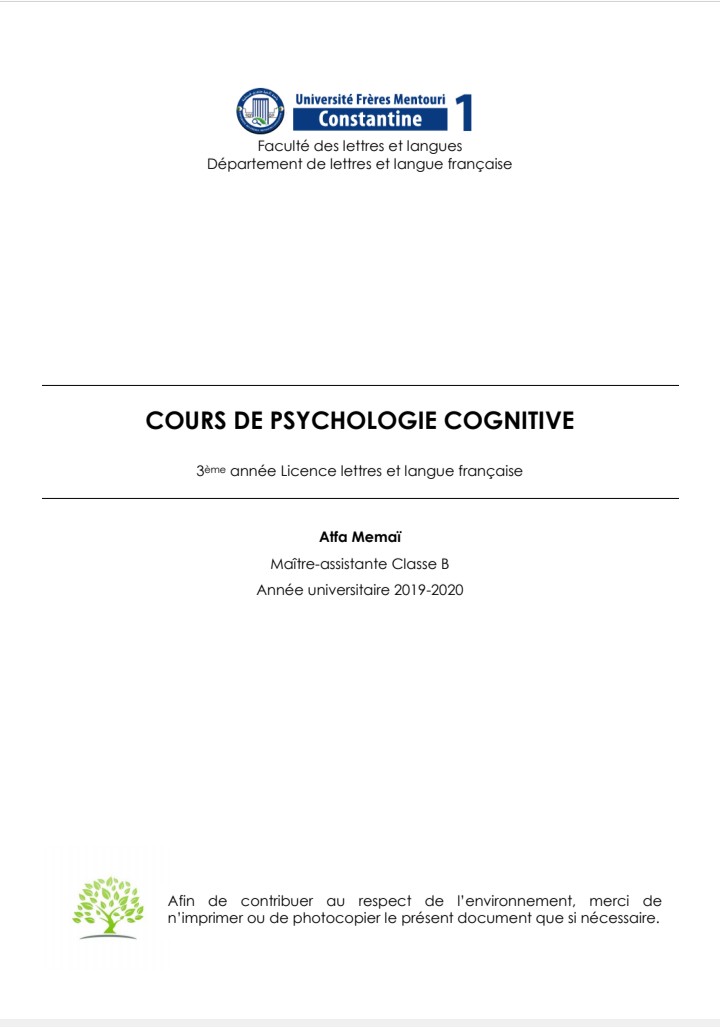 Université Frères Mentouri
Constantine 1
Faculté des lettres et langues
Département de lettres et langue française
COURS DE PSYCHOLOGIE COGNITIVE
3ème année Licence lettres et langue française
Atfa Memaï
Maître-assistante Classe B
Année universitaire 2019-2020
Afin de contribuer au respect de l'environnement, merci de
n'imprimer ou de photocopier le présent document que si nécessaire.